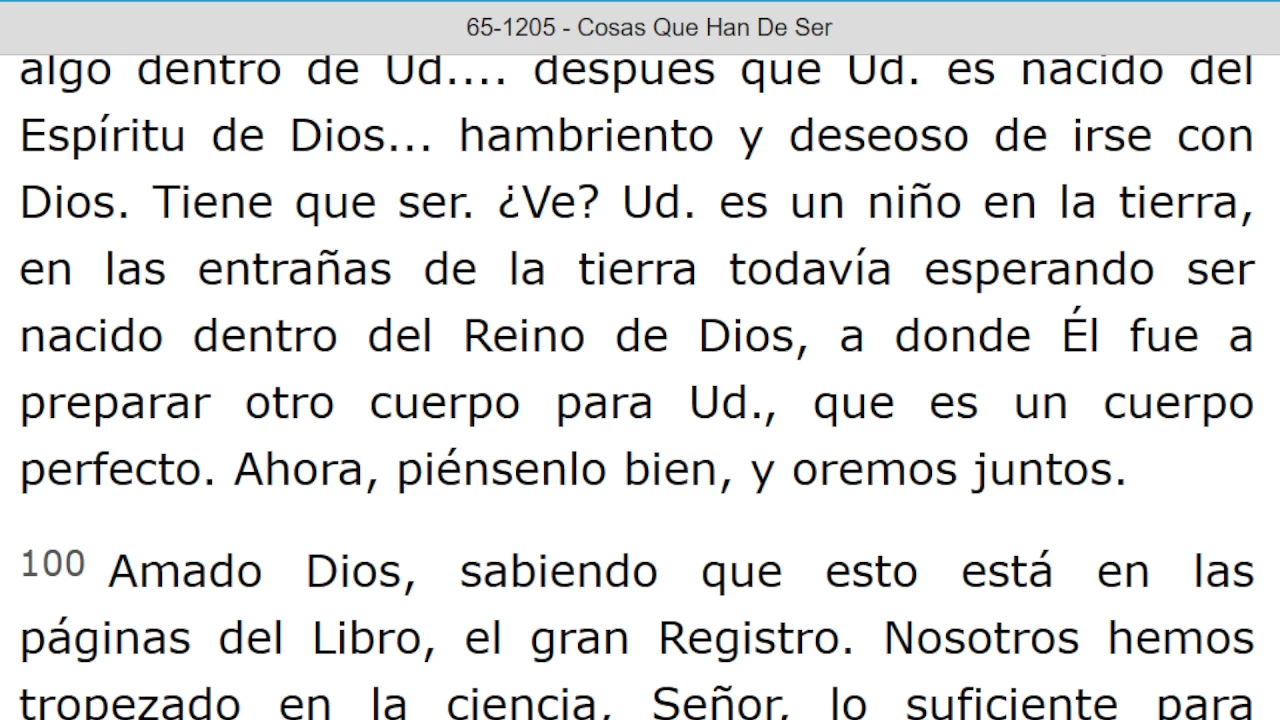 65-1205 - Cosas Que Han De Ser
algo dentro de Ud.... después que Ud. es nacido del
Espíritu de Dios... hambriento y deseoso de irse con
Dios. Tiene que ser. ¿Ve? Ud. es un niño en la tierra,
en las entrañas de la tierra todavía esperando ser
nacido dentro del Reino de Dios, a donde Él fue a
preparar otro cuerpo para Ud., que es un cuerpo
perfecto. Ahora, piénsenlo bien, y oremos juntos.
100 Amado Dios, sabiendo que esto está en las
páginas del Libro, el gran Registro. Nosotros hemos
tropezado en la ciencia, Señor, lo suficiente para